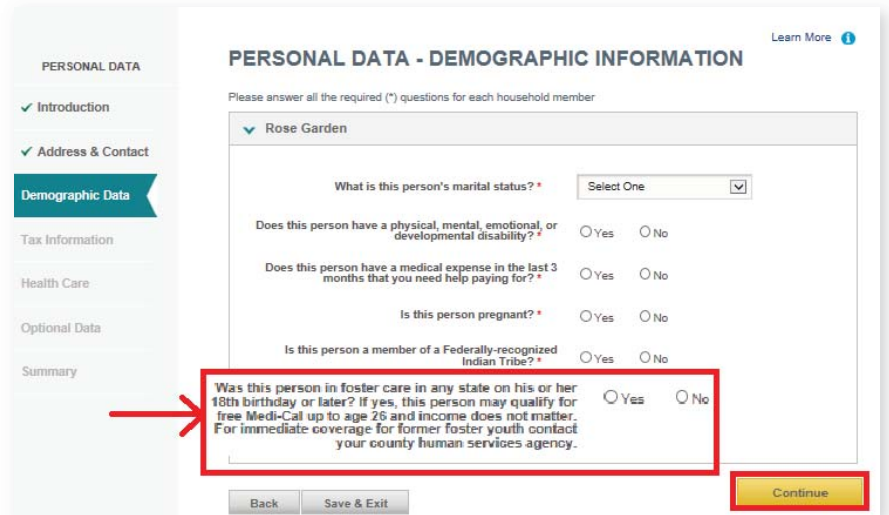 Learn More
PERSONAL DATA
✓ Introduction
✓ Address & Contact
Demographic Data
Tax Information
Health Care
Optional Data
Summary
PERSONAL DATA - DEMOGRAPHIC INFORMATION
Please answer all the required (*) questions for each household member
Rose Garden
What is this person's marital status? * Select One
Does this person have a physical, mental, emotional, or
developmental disability? * Yes No
Does this person have a medical expense in the last 3
months that you need help paying for? * Yes No
Is this person pregnant? * Yes No
Is this person a member of a Federally-recognized
Indian Tribe? * Yes No
Was this person in foster care in any state on his or her
18th birthday or later? If yes, this person may qualify for Yes No
free Medi-Cal up to age 26 and income does not matter.
For immediate coverage for former foster youth contact
your county human services agency.
Back Save & Exit Continue